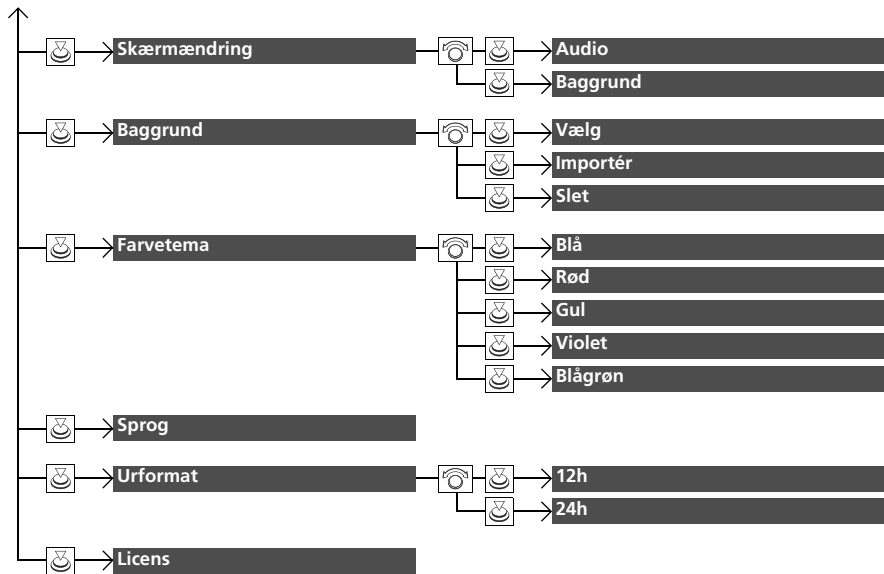 Skærmændring
Audio
Baggrund
Baggrund
Vælg
Importér
Slet
Farvetema
Blå
Rød
Gul
Violet
Blågrøn
Sprog
Urformat
12h
24h
Licens